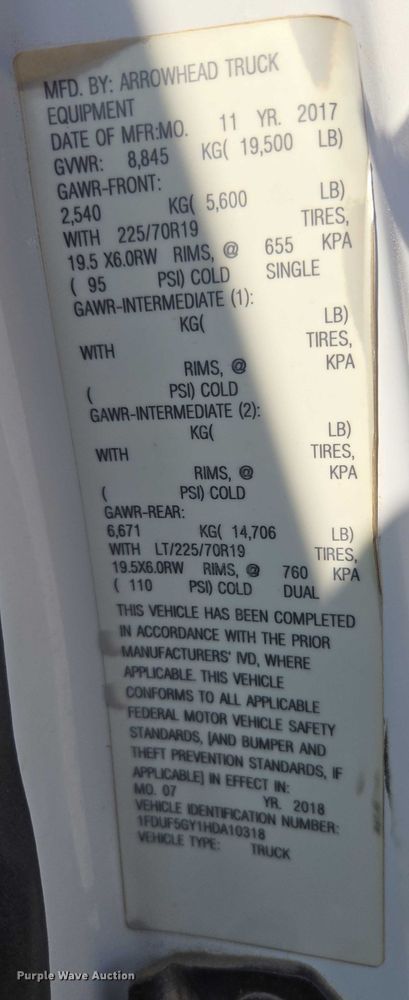 MFD. BY: ARROWHEAD TRUCK
EQUIPMENT
DATE OF MFR:MO. 11 YR. 2017
GVWR: 8,845 KG( 19,500 LB)
GAWR-FRONT:
2,540 KG( 5,600 LB)
WITH 225/70R19 TIRES,
19.5 X6.0RW RIMS, @ 655 KPA
( 95 PSI) COLD SINGLE
GAWR-INTERMEDIATE (1):
KG( LB)
WITH TIRES,
RIMS, @ KPA
( PSI) COLD
GAWR-INTERMEDIATE (2):
KG( LB)
WITH TIRES,
RIMS, @ KPA
( PSI) COLD
GAWR-REAR:
6,671 KG( 14,706 LB)
WITH LT/225/70R19 TIRES,
19.5X6.0RW RIMS, @ 760 KPA
( 110 PSI) COLD DUAL
THIS VEHICLE HAS BEEN COMPLETED
IN ACCORDANCE WITH THE PRIOR
MANUFACTURERS' IVD, WHERE
APPLICABLE. THIS VEHICLE
CONFORMS TO ALL APPLICABLE
FEDERAL MOTOR VEHICLE SAFETY
STANDARDS, [AND BUMPER AND
THEFT PREVENTION STANDARDS, IF
APPLICABLE] IN EFFECT IN:
MO. 07 YR. 2018
VEHICLE IDENTIFICATION NUMBER:
1FDUF5GY1HDA10318
VEHICLE TYPE: TRUCK
Purple Wave Auction